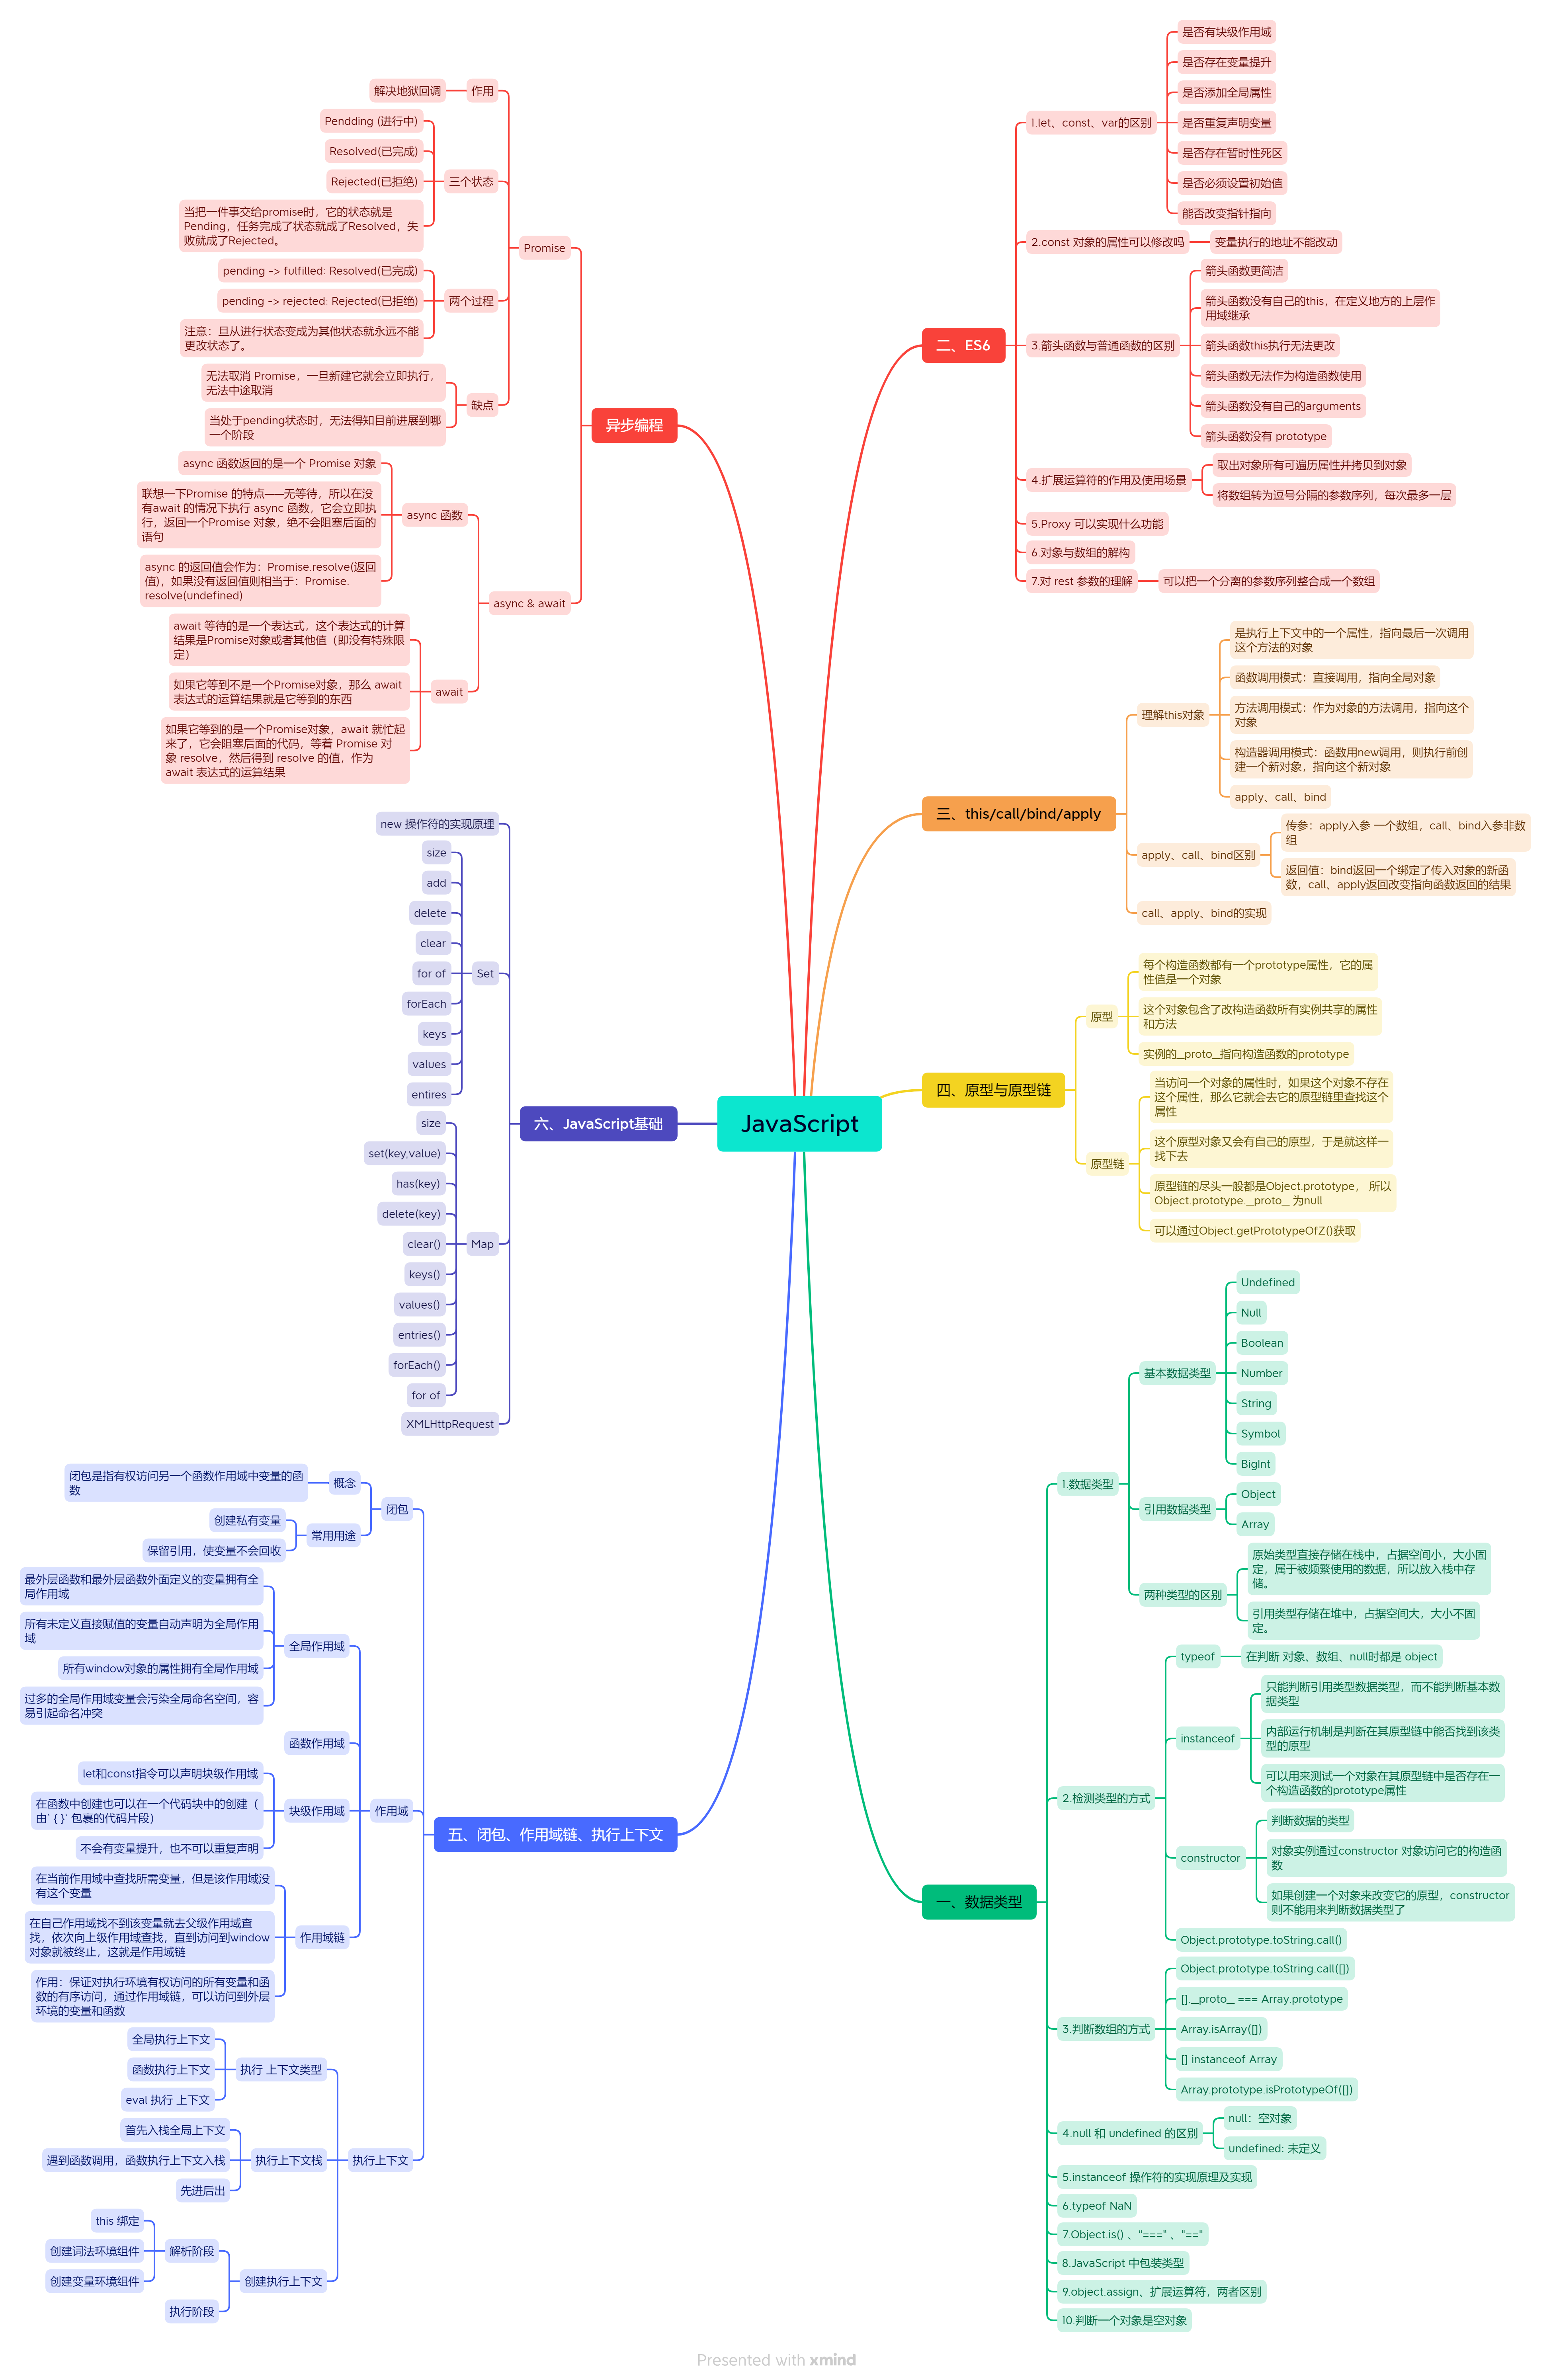 JavaScript
一、数据类型
1.数据类型
基本数据类型
Undefined
Null
Boolean
Number
String
Symbol
BigInt
引用数据类型
Object
Array
两种类型的区别
原始类型直接存储在栈中，占据空间小，大小固
定，属于被频繁使用的数据，所以放入栈中存
储。
引用类型存储在堆中，占据空间大，大小不固
定。
2.检测类型的方式
typeof
在判断 对象、数组、null时都是 object
instanceof
只能判断引用类型数据类型，而不能判断基本数
据类型
内部运行机制是判断在其原型链中能否找到该类
型的原型
可以用来测试一个对象在其原型链中是否存在一
个构造函数的prototype属性
constructor
判断数据的类型
对象实例通过constructor 对象访问它的构造函
数
如果创建一个对象来改变它的原型，constructor
则不能用来判断数据类型了
Object.prototype.toString.call()
3.判断数组的方式
Object.prototype.toString.call([])
[].__proto__ === Array.prototype
Array.isArray([])
[] instanceof Array
Array.prototype.isPrototypeOf([])
4.null 和 undefined 的区别
null：空对象
undefined: 未定义
5.instanceof 操作符的实现原理及实现
6.typeof NaN
7.Object.is() 、"===" 、"=="
8.JavaScript 中包装类型
9.object.assign、扩展运算符，两者区别
10.判断一个对象是空对象
二、ES6
1.let、const、var的区别
是否有块级作用域
是否存在变量提升
是否添加全局属性
是否重复声明变量
是否存在暂时性死区
是否必须设置初始值
能否改变指针指向
2.const 对象的属性可以修改吗
变量执行的地址不能改动
3.箭头函数与普通函数的区别
箭头函数更简洁
箭头函数没有自己的this，在定义地方的上层作
用域继承
箭头函数this执行无法更改
箭头函数无法作为构造函数使用
箭头函数没有自己的arguments
箭头函数没有 prototype
4.扩展运算符的作用及使用场景
取出对象所有可遍历属性并拷贝到对象
将数组转为逗号分隔的参数序列，每次最多一层
5.Proxy 可以实现什么功能
6.对象与数组的解构
7.对 rest 参数的理解
可以把一个分离的参数序列整合成一个数组
三、this/call/bind/apply
理解this对象
是执行上下文中的一个属性，指向最后一次调用
这个方法的对象
函数调用模式：直接调用，指向全局对象
方法调用模式：作为对象的方法调用，指向这个
对象
构造器调用模式：函数用new调用，则执行前创
建一个新对象，指向这个新对象
apply、call、bind
apply、call、bind区别
传参：apply入参 一个数组，call、bind入参非数
组
返回值：bind返回一个绑定了传入对象的新函
数，call、apply返回改变指向函数返回的结果
call、apply、bind的实现
四、原型与原型链
原型
每个构造函数都有一个prototype属性，它的属
性值是一个对象
这个对象包含了改构造函数所有实例共享的属性
和方法
实例的__proto__指向构造函数的prototype
原型链
当访问一个对象的属性时，如果这个对象不存在
这个属性，那么它就会去它的原型链里查找这个
属性
这个原型对象又会有自己的原型，于是就这样一
找下去
原型链的尽头一般都是Object.prototype， 所以
Object.prototype.__proto__ 为null
可以通过Object.getPrototypeOfZ()获取
五、闭包、作用域链、执行上下文
闭包
概念
闭包是指有权访问另一个函数作用域中变量的函
数
常用用途
创建私有变量
保留引用，使变量不会回收
作用域
全局作用域
最外层函数和最外层函数外面定义的变量拥有全
局作用域
所有未定义直接赋值的变量自动声明为全局作用
域
所有window对象的属性拥有全局作用域
过多的全局作用域变量会污染全局命名空间，容
易引起命名冲突
函数作用域
块级作用域
let和const指令可以声明块级作用域
在函数中创建也可以在一个代码块中的创建（
由` { }` 包裹的代码片段）
不会有变量提升，也不可以重复声明
作用域链
在当前作用域中查找所需变量，但是该作用域没
有这个变量
在自己作用域找不到该变量就去父级作用域查
找，依次向上级作用域查找，直到访问到window
对象就被终止，这就是作用域链
作用：保证对执行环境有权访问的所有变量和函
数的有序访问，通过作用域链，可以访问到外层
环境的变量和函数
执行上下文
执行 上下文类型
全局执行上下文
函数执行上下文
eval 执行 上下文
执行上下文栈
首先入栈全局上下文
遇到函数调用，函数执行上下文入栈
先进后出
创建执行上下文
解析阶段
this 绑定
创建词法环境组件
创建变量环境组件
执行阶段
六、JavaScript基础
new 操作符的实现原理
Set
size
add
delete
clear
for of
forEach
keys
values
entires
Map
size
set(key,value)
has(key)
delete(key)
clear()
keys()
values()
entries()
forEach()
for of
XMLHttpRequest
异步编程
Promise
作用
解决地狱回调
三个状态
Pendding (进行中)
Resolved(已完成)
Rejected(已拒绝)
当把一件事交给promise时，它的状态就是
Pending，任务完成了状态就成了Resolved，失
败就成了Rejected。
两个过程
pending -> fulfilled: Resolved(已完成)
pending -> rejected: Rejected(已拒绝)
注意：旦从进行状态变成为其他状态就永远不能
更改状态了。
缺点
无法取消 Promise，一旦新建它就会立即执行，
无法中途取消
当处于pending状态时，无法得知目前进展到哪
一个阶段
async & await
async 函数
async 函数返回的是一个 Promise 对象
联想一下Promise 的特点——无等待，所以在没
有await 的情况下执行 async 函数，它会立即执
行，返回一个Promise 对象，绝不会阻塞后面的
语句
async 的返回值会作为：Promise.resolve(返回
值)，如果没有返回值则相当于：Promise.
resolve(undefined)
await
await 等待的是一个表达式，这个表达式的计算
结果是Promise对象或者其他值（即没有特殊限
定）
如果它等到不是一个Promise对象，那么 await
表达式的运算结果就是它等到的东西
如果它等到的是一个Promise对象，await 就忙起
来了，它会阻塞后面的代码，等着 Promise 对
象 resolve，然后得到 resolve 的值，作为
await 表达式的运算结果
Presented with xmind